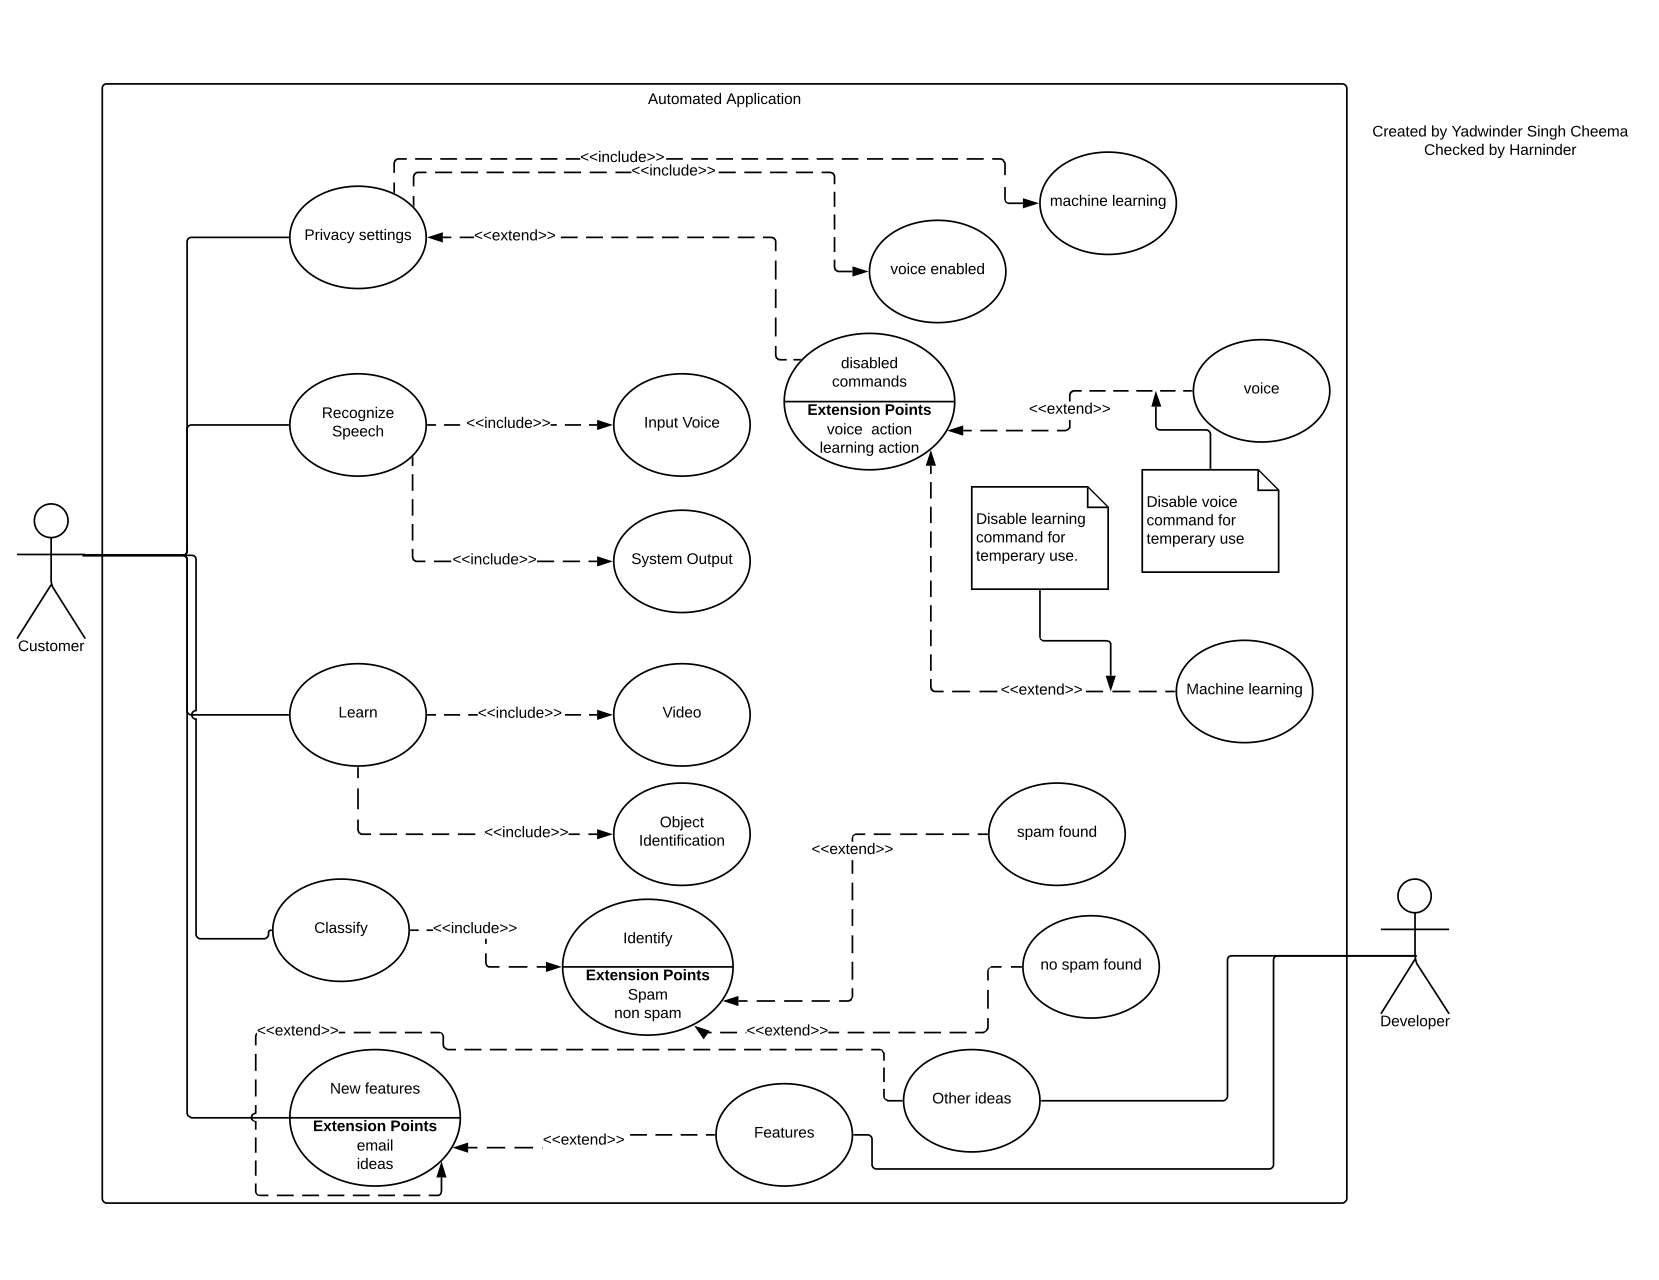 Automated Application
Created by Yadwinder Singh Cheema
Checked by Harninder
<<include>>
<<include>>
machine learning
Privacy settings
<<extend>>
voice enabled
disabled
commands
Extension Points
voice  action
learning action
<<extend>>
voice
Recognize
Speech
<<include>>
Input Voice
Disable learning
command for
temperary use.
Disable voice
command for
temperary use
<<include>>
System Output
Customer
Learn
<<include>>
Video
<<extend>>
Machine learning
<<include>>
Object
Identification
<<extend>>
spam found
Classify
<<include>>
Identify
Extension Points
Spam
non spam
no spam found
<<extend>>
<<extend>>
Developer
New features
Extension Points
email
ideas
<<extend>>
Features
Other ideas